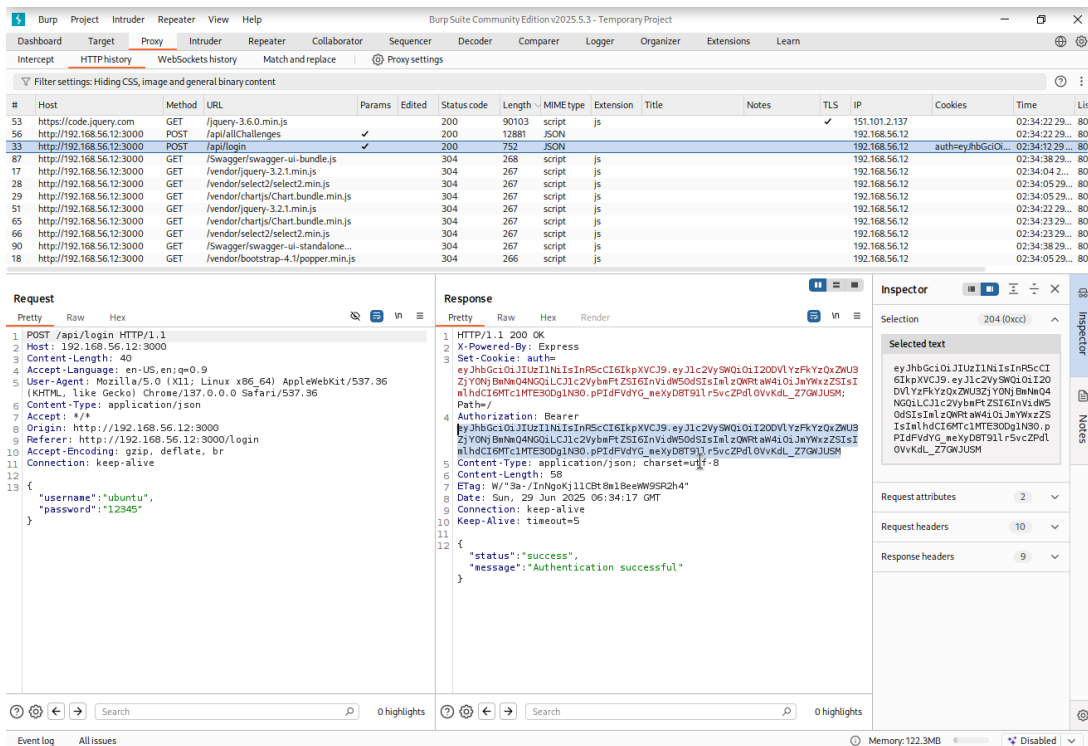 Burp Project Intruder Repeater View Help Burp Suite Community Edition v2025.5.3 - Temporary Project
Dashboard Target Proxy Intruder Repeater Collaborator Sequencer Decoder Comparer Logger Organizer Extensions Learn
Intercept HTTP history WebSockets history Match and replace Proxy settings
Filter settings: Hiding CSS, image and general binary content
# Host Method URL Params Edited Status code Length MIME type Extension Title Notes TLS IP Cookies Time Lis
53 https://code.jquery.com GET /jquery-3.6.0.min.js 200 90103 script js ✓ 151.101.2.137 02:34:22 29... 80
56 http://192.168.56.12:3000 POST /api/allChallenges ✓ 200 12881 JSON 192.168.56.12 02:34:22 29... 80
33 http://192.168.56.12:3000 POST /api/login ✓ 200 752 JSON 192.168.56.12 auth=eyJhbGciOi... 02:34:12 29... 80
87 http://192.168.56.12:3000 GET /Swagger/swagger-ui-bundle.js 304 268 script js 192.168.56.12 02:34:38 29... 80
17 http://192.168.56.12:3000 GET /vendor/jquery-3.2.1.min.js 304 267 script js 192.168.56.12 02:34:04 2... 80
28 http://192.168.56.12:3000 GET /vendor/select2/select2.min.js 304 267 script js 192.168.56.12 02:34:05 29... 80
29 http://192.168.56.12:3000 GET /vendor/chartjs/Chart.bundle.min.js 304 267 script js 192.168.56.12 02:34:05 29... 80
51 http://192.168.56.12:3000 GET /vendor/jquery-3.2.1.min.js 304 267 script js 192.168.56.12 02:34:22 29... 80
65 http://192.168.56.12:3000 GET /vendor/chartjs/Chart.bundle.min.js 304 267 script js 192.168.56.12 02:34:23 29... 80
66 http://192.168.56.12:3000 GET /vendor/select2/select2.min.js 304 267 script js 192.168.56.12 02:34:23 29... 80
90 http://192.168.56.12:3000 GET /Swagger/swagger-ui-standalone... 304 267 script js 192.168.56.12 02:34:38 29... 80
18 http://192.168.56.12:3000 GET /vendor/bootstrap-4.1/popper.min.js 304 266 script js 192.168.56.12 02:34:05 29... 80
Request
Pretty Raw Hex \n
1 POST /api/login HTTP/1.1
2 Host: 192.168.56.12:3000
3 Content-Length: 40
4 Accept-Language: en-US,en;q=0.9
5 User-Agent: Mozilla/5.0 (X11; Linux x86_64) AppleWebKit/537.36
(KHTML, like Gecko) Chrome/137.0.0.0 Safari/537.36
6 Content-Type: application/json
7 Accept: */*
8 Origin: http://192.168.56.12:3000
9 Referer: http://192.168.56.12:3000/login
10 Accept-Encoding: gzip, deflate, br
11 Connection: keep-alive
12
13 {
"username":"ubuntu",
"password":"12345"
}
Search 0 highlights
Response
Pretty Raw Hex Render \n
1 HTTP/1.1 200 OK
2 X-Powered-By: Express
3 Set-Cookie: auth=
Path=/
4 Authorization: Bearer
5 Content-Type: application/json; charset=utf-8
6 Content-Length: 58
7 ETag: W/"3a-/InNgoKj11CBt8m18eeWW9SR2h4"
8 Date: Sun, 29 Jun 2025 06:34:17 GMT
9 Connection: keep-alive
10 Keep-Alive: timeout=5
11
12 {
"status":"success",
"message":"Authentication successful"
}
Search 0 highlights
Inspector
Selection 204 (0xcc)
Selected text
Request attributes 2
Request headers 10
Response headers 9
Inspector
Notes
Event log All issues Memory: 122.3MB Disabled